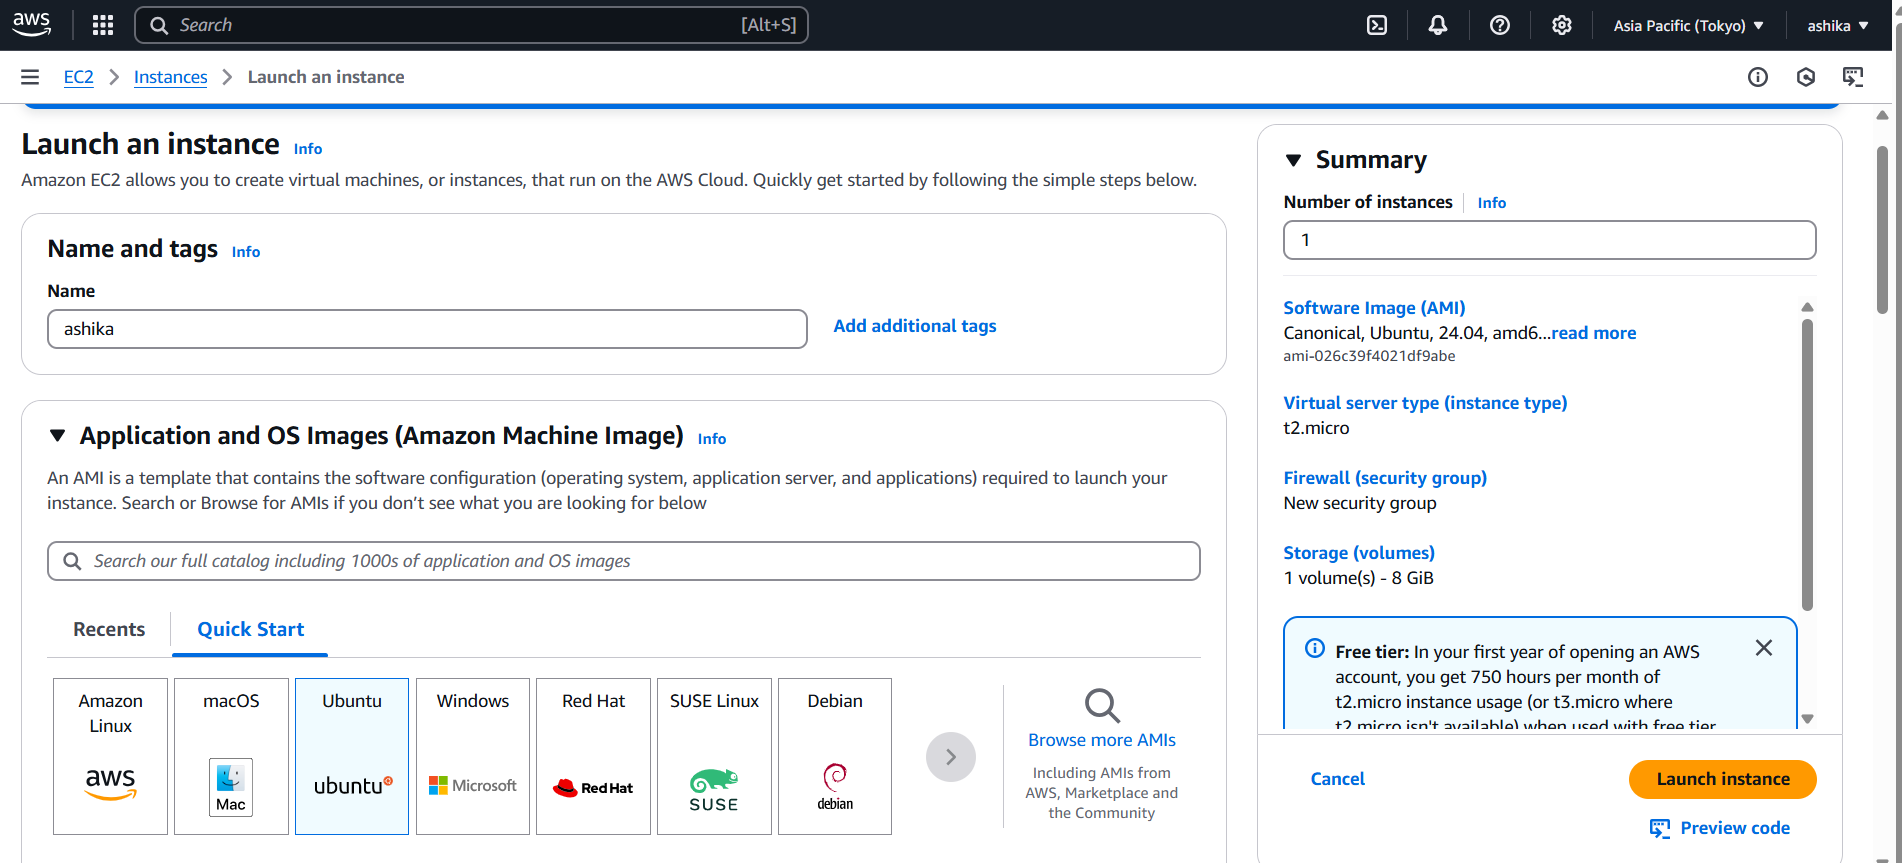 aws
Search
[Alt+S]
Asia Pacific (Tokyo)
ashika
EC2
Instances
Launch an instance
Launch an instance
Info
Amazon EC2 allows you to create virtual machines, or instances, that run on the AWS Cloud. Quickly get started by following the simple steps below.
Name and tags
Info
Name
ashika
Add additional tags
Application and OS Images (Amazon Machine Image)
Info
An AMI is a template that contains the software configuration (operating system, application server, and applications) required to launch your
instance. Search or Browse for AMIs if you don’t see what you are looking for below
Search our full catalog including 1000s of application and OS images
Recents
Quick Start
Amazon
Linux
aws
macOS
Mac
Ubuntu
ubuntu
Windows
Microsoft
Red Hat
Red Hat
SUSE Linux
SUSE
Debian
debian
Browse more AMIs
Including AMIs from
AWS, Marketplace and
the Community
Summary
Number of instances
Info
1
Software Image (AMI)
Canonical, Ubuntu, 24.04, amd6...read more
ami-026c39f4021df9abe
Virtual server type (instance type)
t2.micro
Firewall (security group)
New security group
Storage (volumes)
1 volume(s) - 8 GiB
Free tier: In your first year of opening an AWS
account, you get 750 hours per month of
t2.micro instance usage (or t3.micro where
t2.micro isn't available) when used with free tier
Cancel
Launch instance
Preview code